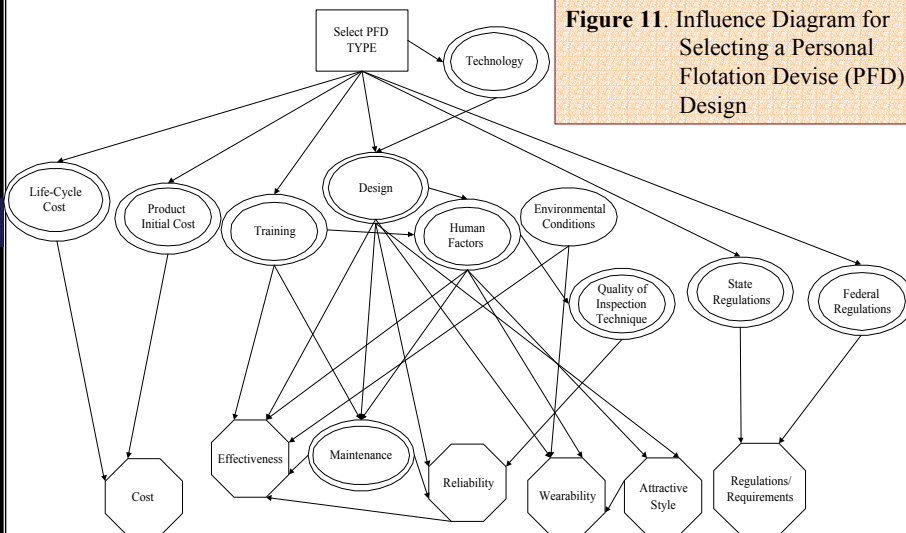 Select PFD
TYPE
Technology
Figure 11. Influence Diagram for
Selecting a Personal
Flotation Devise (PFD)
Design
Life-Cycle
Cost
Product
Initial Cost
Training
Design
Human
Factors
Environmental
Conditions
Quality of
Inspection
Technique
State
Regulations
Federal
Regulations
Cost
Effectiveness
Maintenance
Reliability
Wearability
Attractive
Style
Regulations/
Requirements